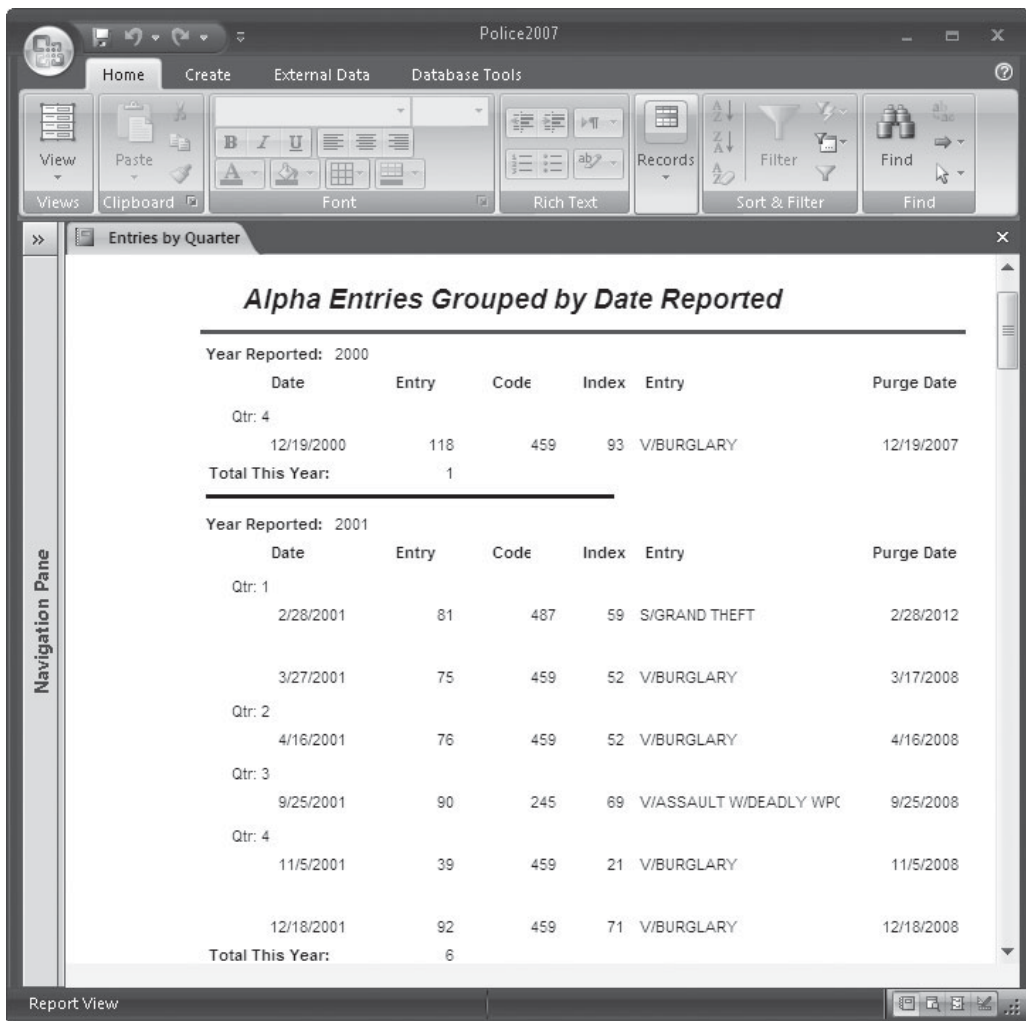 Police2007
Home Create External Data Database Tools
View Paste B I U Records Filter Find
Views Clipboard Font Rich Text Sort & Filter Find
» Entries by Quarter
Alpha Entries Grouped by Date Reported
Year Reported: 2000
Date Entry Code Index Entry Purge Date
Qtr: 4
12/19/2000 118 459 93 V/BURGLARY 12/19/2007
Total This Year: 1
Year Reported: 2001
Date Entry Code Index Entry Purge Date
Qtr: 1
2/28/2001 81 487 59 S/GRAND THEFT 2/28/2012
3/27/2001 75 459 52 V/BURGLARY 3/17/2008
Qtr: 2
4/16/2001 76 459 52 V/BURGLARY 4/16/2008
Qtr: 3
9/25/2001 90 245 69 V/ASSAULT W/DEADLY WPO 9/25/2008
Qtr: 4
11/5/2001 39 459 21 V/BURGLARY 11/5/2008
12/18/2001 92 459 71 V/BURGLARY 12/18/2008
Total This Year: 6
Navigation Pane
Report View